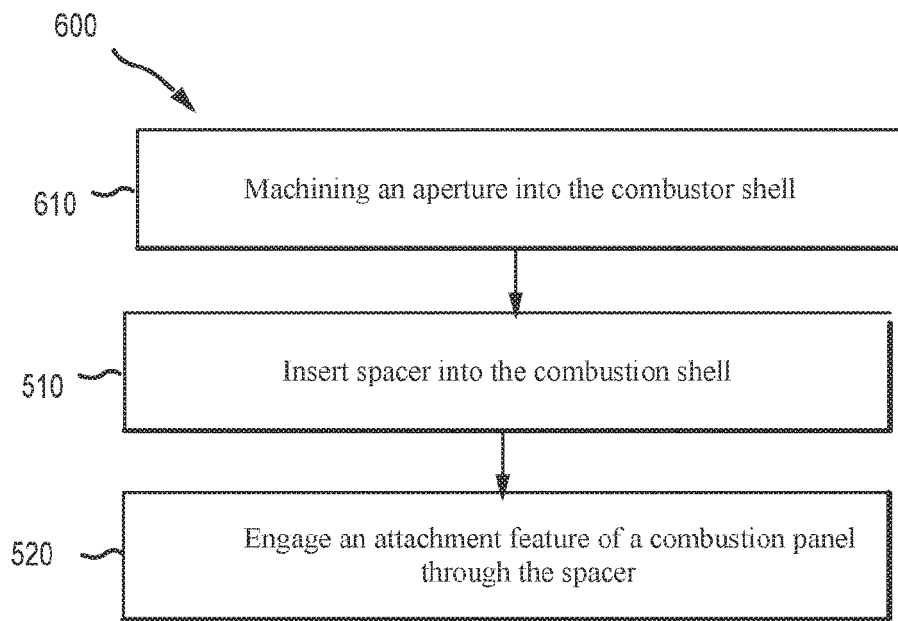 600
610
Machining an aperture into the combustor shell
510
Insert spacer into the combustion shell
520
Engage an attachment feature of a combustion panel
through the spacer